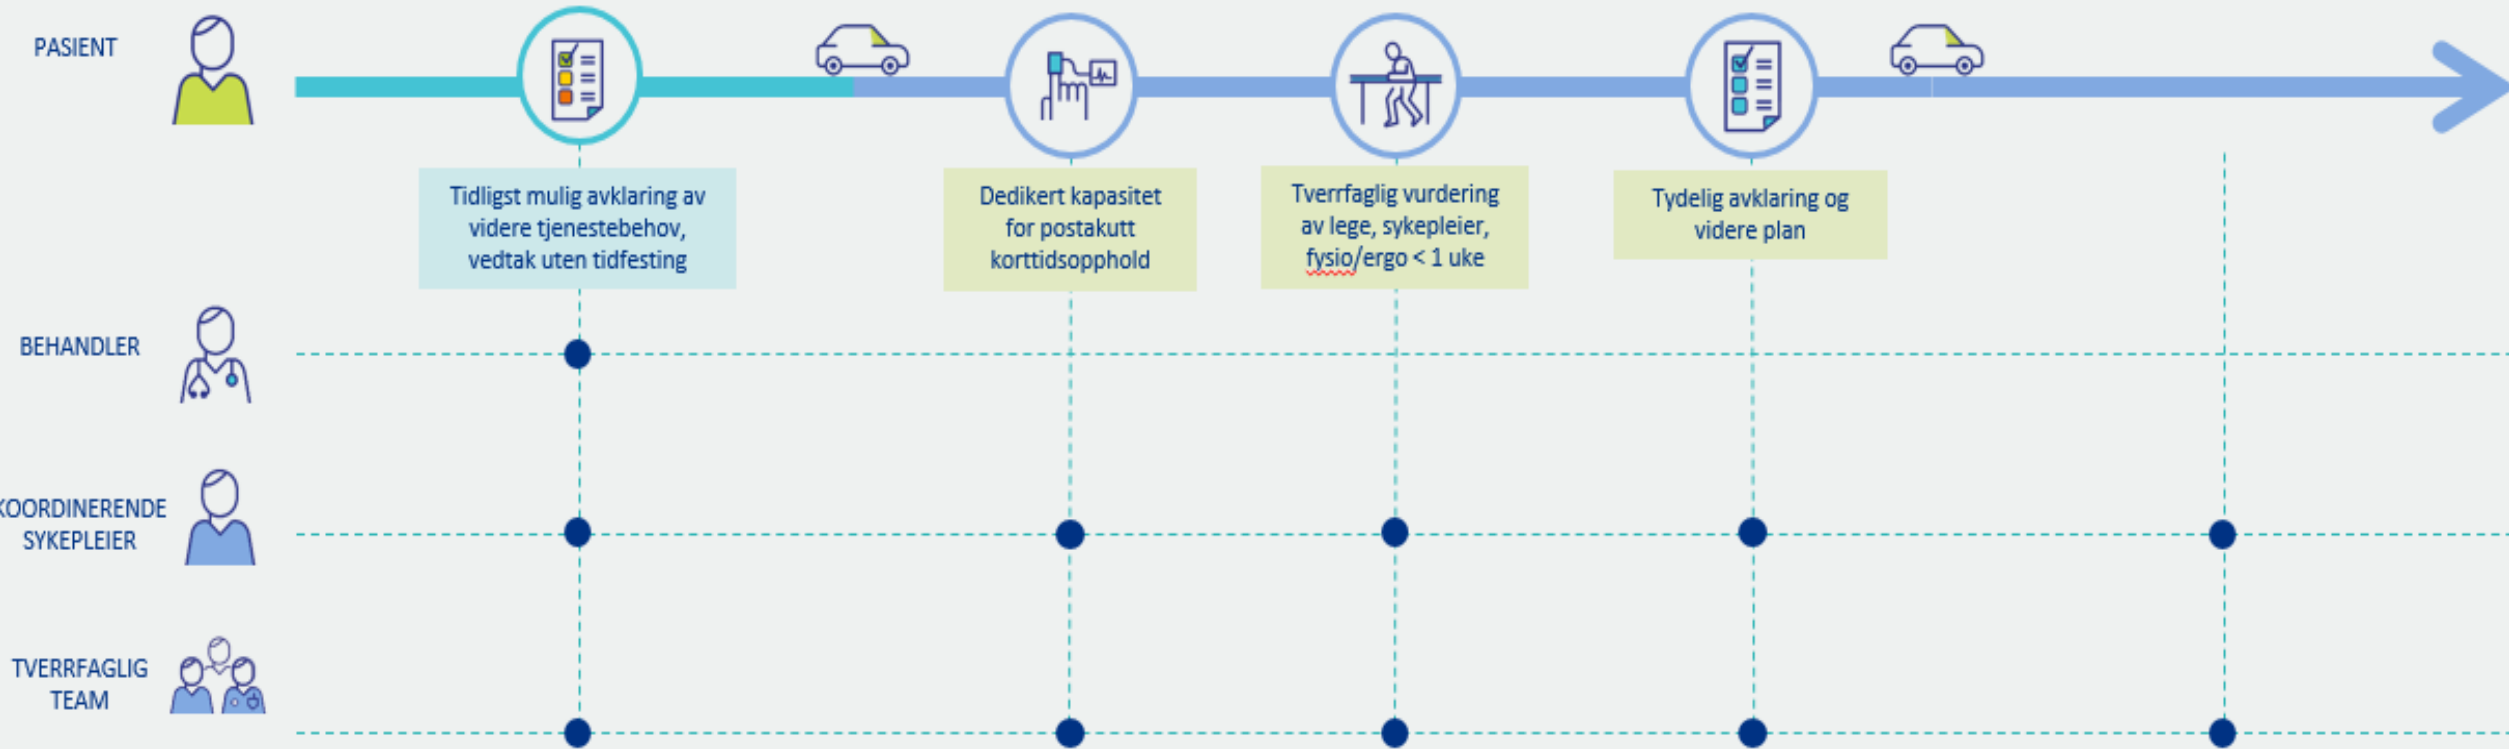 PASIENT
Tidligst mulig avklaring av
videre tjenestebehov,
vedtak uten tidfesting
Dedikert kapasitet
for postakutt
korttidsopphold
Tverrfaglig vurdering
av lege, sykepleier,
fysio/ergo < 1 uke
Tydelig avklaring og
videre plan
BEHANDLER
KOORDINERENDE
SYKEPLEIER
TVERRFAGLIG
TEAM